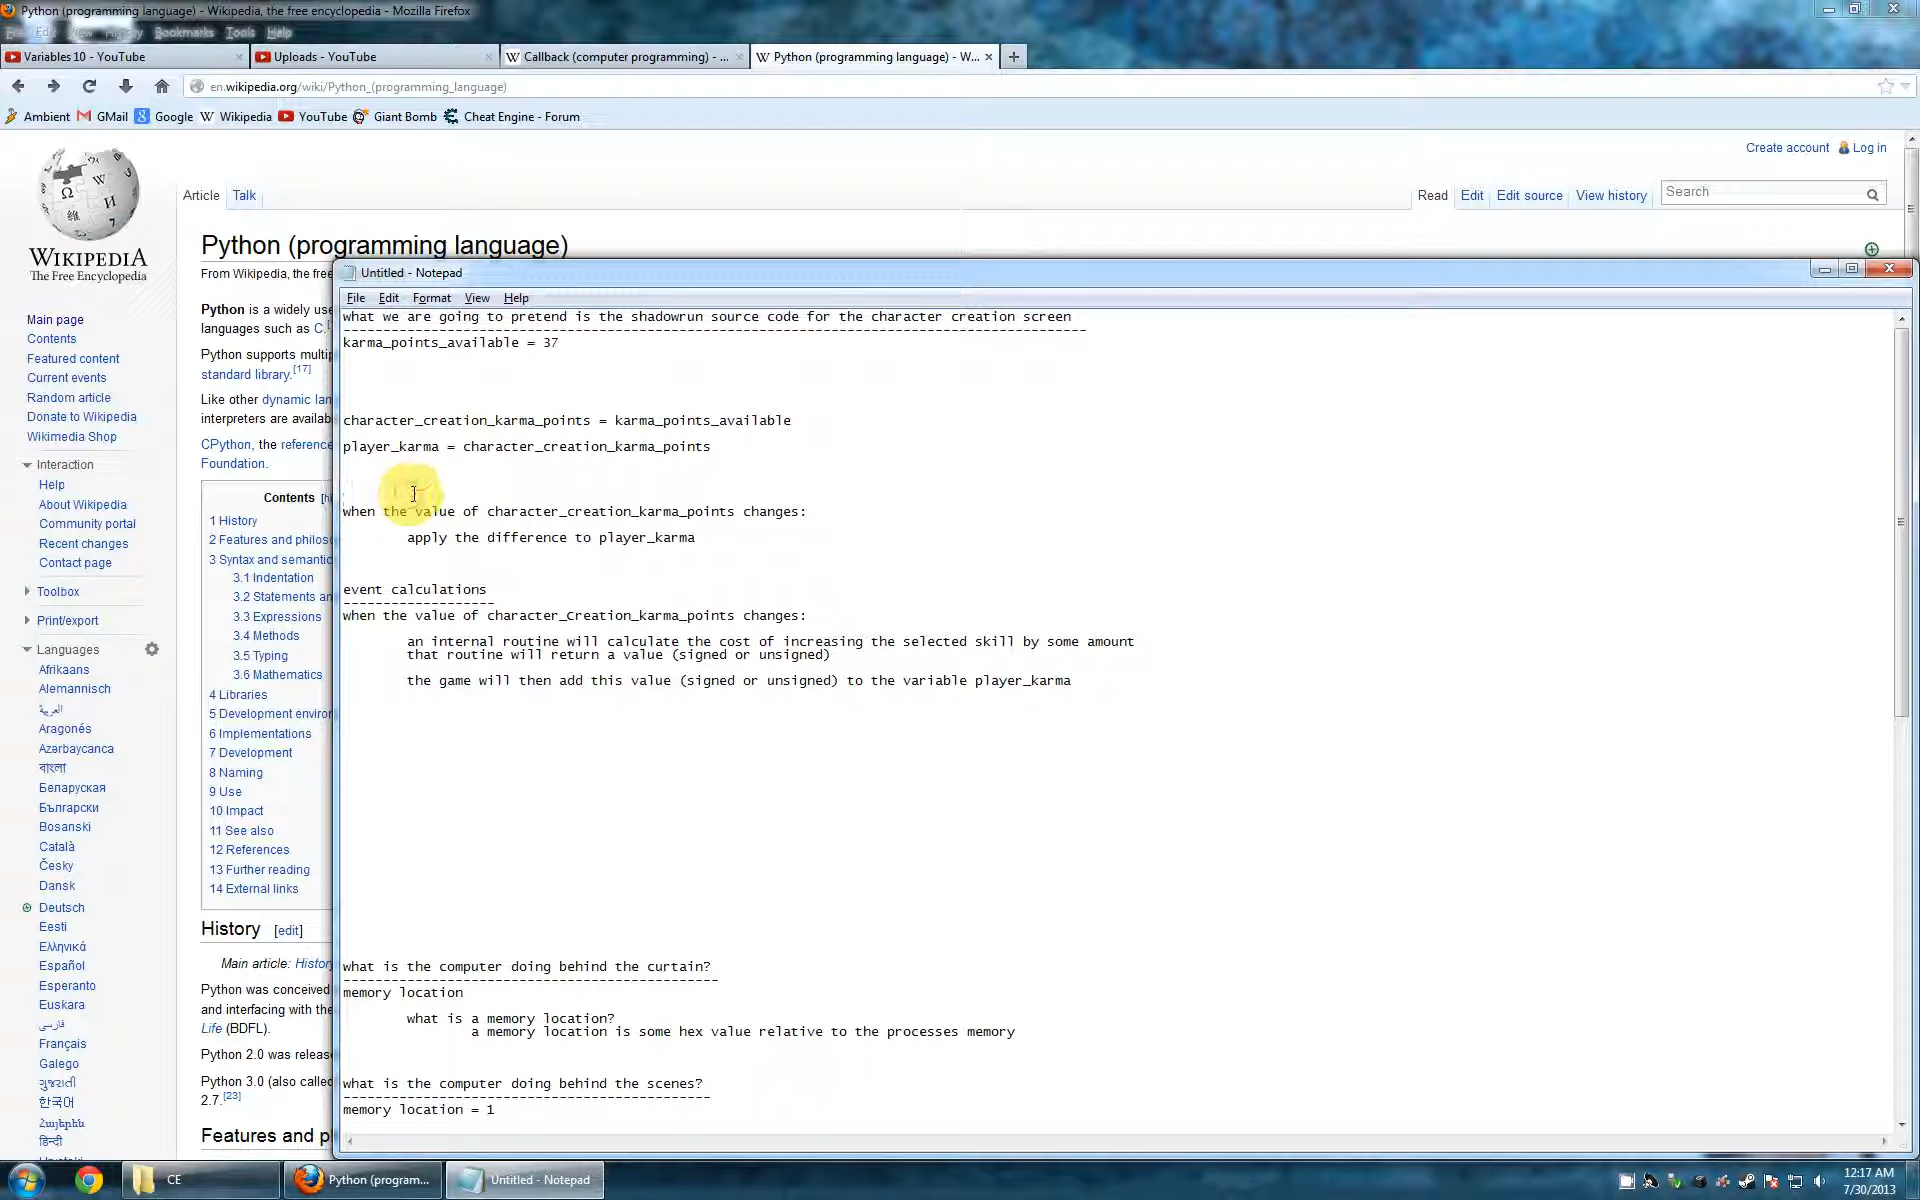 Python (programming language) - Wikipedia, the free encyclopedia - Mozilla Firefox
File Edit View History Bookmarks Tools Help
Variables 10 - YouTube
Uploads - YouTube
Callback (computer programming) - ...
Python (programming language) - W...
en.wikipedia.org/wiki/Python_(programming_language)
Ambient GMail Google Wikipedia YouTube Giant Bomb Cheat Engine - Forum
Create account Log in
Article Talk
Read Edit Edit source View history
Search
WIKIPEDIA
The Free Encyclopedia
Main page
Contents
Featured content
Current events
Random article
Donate to Wikipedia
Wikimedia Shop
Interaction
Help
About Wikipedia
Community portal
Recent changes
Contact page
Toolbox
Print/export
Languages
Afrikaans
Alemannisch
العربية
Aragonés
Azərbaycanca
বাংলা
Беларуская
Български
Bosanski
Català
Česky
Dansk
Deutsch
Eesti
Ελληνικά
Español
Esperanto
Euskara
فارسی
Français
Galego
ગુજરાતી
한국어
Հայերեն
हिन्दी
Python (programming language)
From Wikipedia, the free
Python is a widely use
languages such as C.
Python supports multip
standard library.[17]
Like other dynamic lan
interpreters are availab
CPython, the reference
Foundation.
Contents
1 History
2 Features and philoso
3 Syntax and semantic
3.1 Indentation
3.2 Statements an
3.3 Expressions
3.4 Methods
3.5 Typing
3.6 Mathematics
4 Libraries
5 Development enviror
6 Implementations
7 Development
8 Naming
9 Use
10 Impact
11 See also
12 References
13 Further reading
14 External links
History [edit]
Main article: History
Python was conceived
and interfacing with the
Life (BDFL).
Python 2.0 was release
Python 3.0 (also called
2.7.[23]
Features and p
Untitled - Notepad
File Edit Format View Help
what we are going to pretend is the shadowrun source code for the character creation screen
---------------------------------------------------------------------------------------------
karma_points_available = 37
character_creation_karma_points = karma_points_available
player_karma = character_creation_karma_points
when the value of character_creation_karma_points changes:
apply the difference to player_karma
event calculations
-------------------
when the value of character_Creation_karma_points changes:
an internal routine will calculate the cost of increasing the selected skill by some amount
that routine will return a value (signed or unsigned)
the game will then add this value (signed or unsigned) to the variable player_karma
what is the computer doing behind the curtain?
-----------------------------------------------
memory location
what is a memory location?
a memory location is some hex value relative to the processes memory
what is the computer doing behind the scenes?
----------------------------------------------
memory location = 1
CE
Python (program...
Untitled - Notepad
12:17 AM
7/30/2013